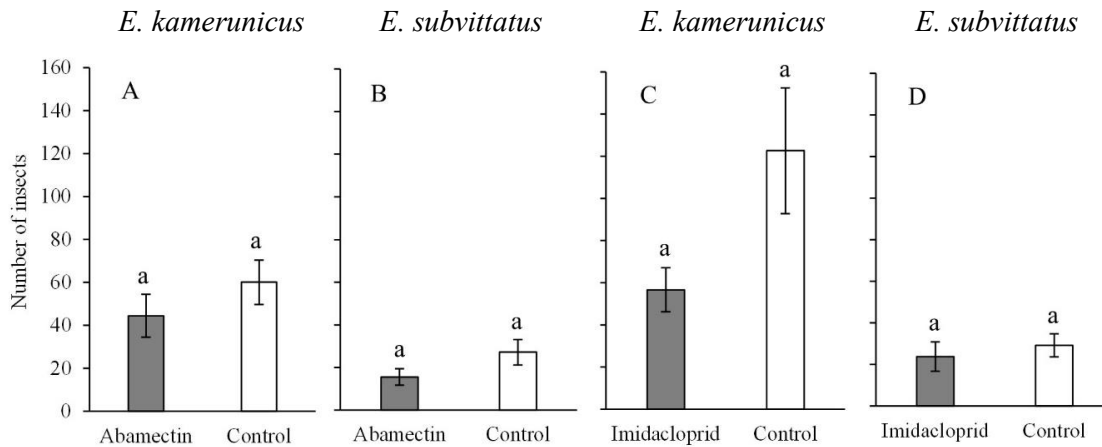 E. kamerunicus E. subvittatus E. kamerunicus E. subvittatus
160
140
120
100
80
60
40
20
0
Number of insects
A
a
a
Abamectin Control
B
a
a
Abamectin Control
C
a
a
Imidacloprid Control
D
a
a
Imidacloprid Control